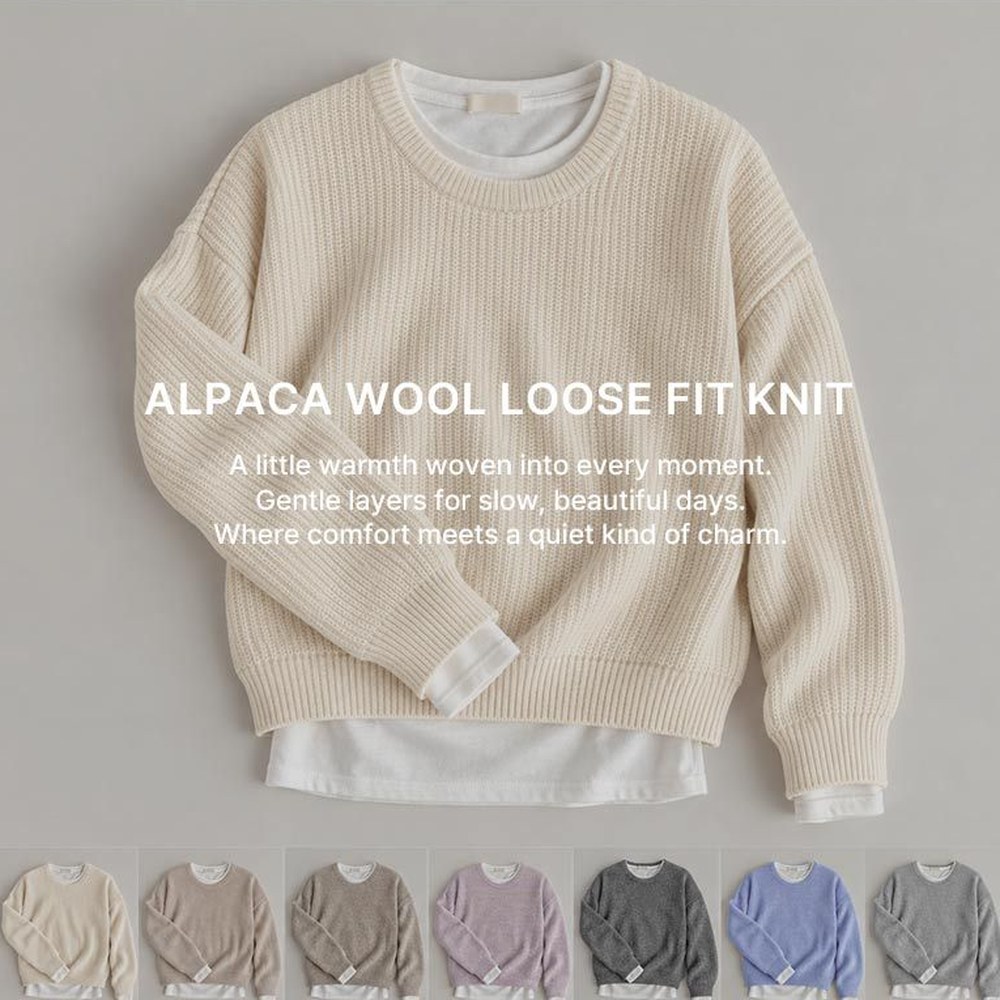 ALPACA WOOL LOOSE FIT KNIT
A little warmth woven into every moment.
Gentle layers for slow, beautiful days.
Where comfort meets a quiet kind of charm.